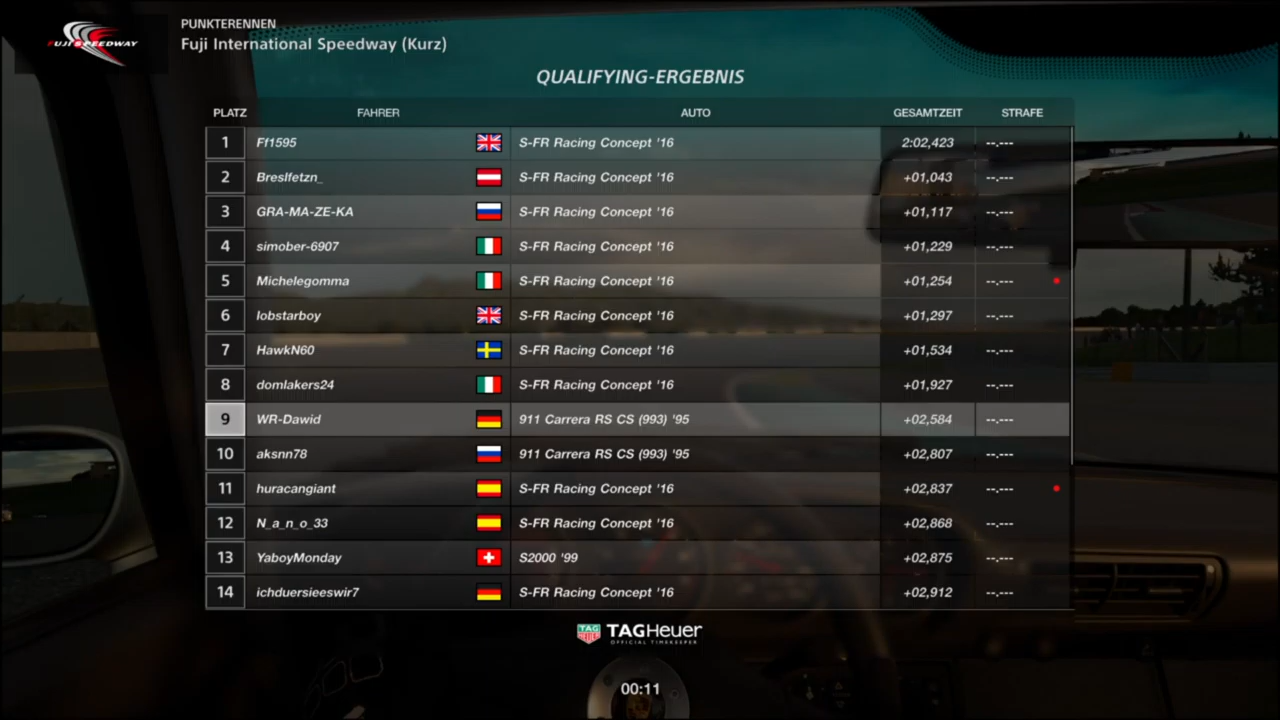 FUJI SPEEDWAY
PUNKTERENNEN
Fuji International Speedway (Kurz)
QUALIFYING-ERGEBNIS
PLATZ FAHRER AUTO GESAMTZEIT STRAFE
1 Ff1595 S-FR Racing Concept '16 2:02,423 --.---
2 Breslfetzn_ S-FR Racing Concept '16 +01,043 --.---
3 GRA-MA-ZE-KA S-FR Racing Concept '16 +01,117 --.---
4 simober-6907 S-FR Racing Concept '16 +01,229 --.---
5 Michelegomma S-FR Racing Concept '16 +01,254 --.---
6 lobstarboy S-FR Racing Concept '16 +01,297 --.---
7 HawkN60 S-FR Racing Concept '16 +01,534 --.---
8 domlakers24 S-FR Racing Concept '16 +01,927 --.---
9 WR-Dawid 911 Carrera RS CS (993) '95 +02,584 --.---
10 aksnn78 911 Carrera RS CS (993) '95 +02,807 --.---
11 huracangiant S-FR Racing Concept '16 +02,837 --.---
12 N_a_n_o_33 S-FR Racing Concept '16 +02,868 --.---
13 YaboyMonday S2000 '99 +02,875 --.---
14 ichduersieeswir7 S-FR Racing Concept '16 +02,912 --.---
TAG HEUER TAGHeuer
OFFICIAL TIMEKEEPER
00:11